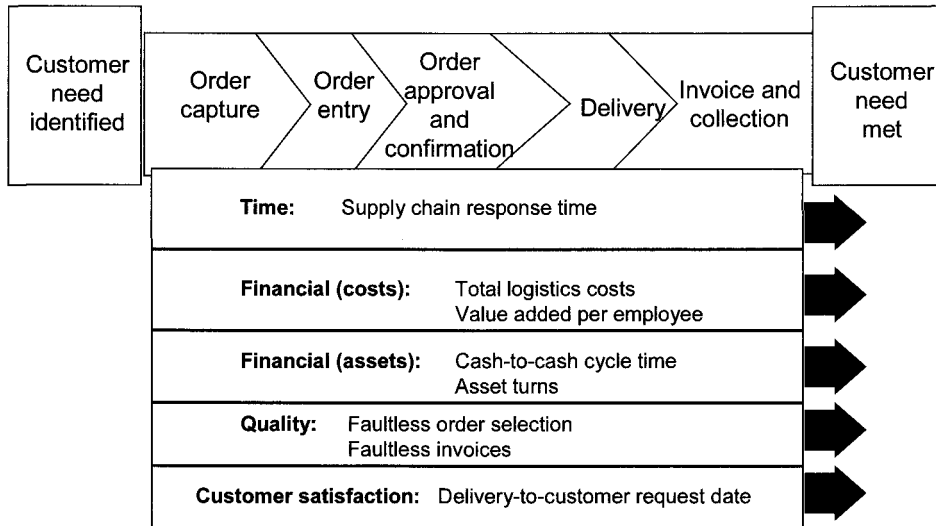 Customer
need
identified
Order
capture
Order
entry
Order
approval
and
confirmation
Delivery
Invoice and
collection
Customer
need
met
Time: Supply chain response time
Financial (costs): Total logistics costs
Value added per employee
Financial (assets): Cash-to-cash cycle time
Asset turns
Quality: Faultless order selection
Faultless invoices
Customer satisfaction: Delivery-to-customer request date